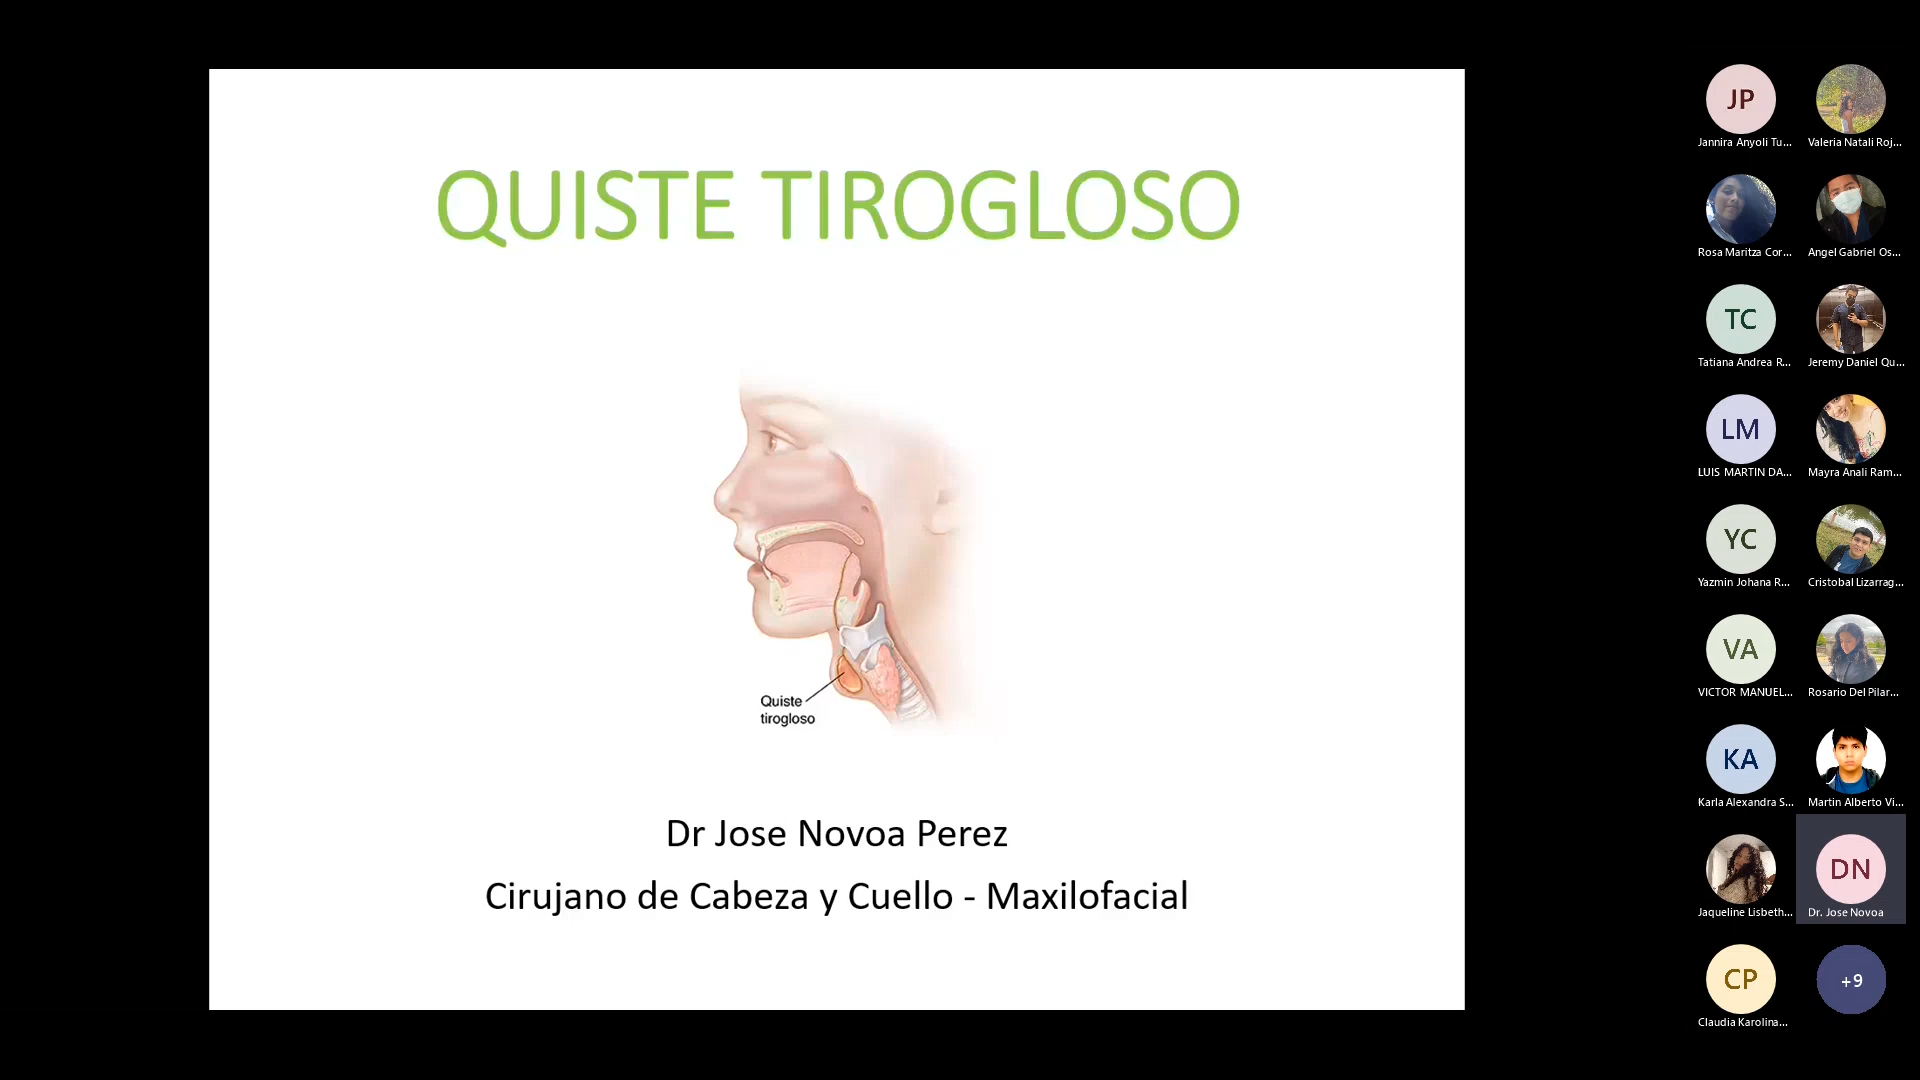 QUISTE TIROGLOSO
Quiste
tirogloso
Dr Jose Novoa Perez
Cirujano de Cabeza y Cuello - Maxilofacial
JP
Jannira Anyoli Tu...
Valeria Natali Roj...
Rosa Maritza Cor...
Angel Gabriel Os...
TC
Tatiana Andrea R...
Jeremy Daniel Qu...
LM
LUIS MARTIN DA...
Mayra Anali Ram...
YC
Yazmin Johana R...
Cristobal Lizarrag...
VA
VICTOR MANUEL...
Rosario Del Pilar...
KA
Karla Alexandra S...
Martin Alberto Vi...
DN
Jaqueline Lisbeth...
Dr. Jose Novoa
CP
+9
Claudia Karolina...